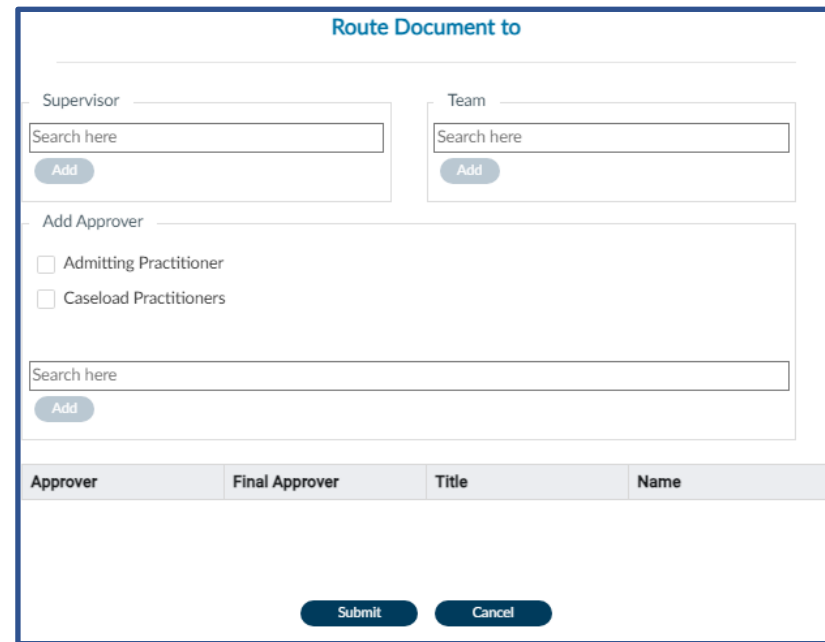 Route Document to
Supervisor
Team
Search here
Search here
Add
Add
Add Approver
Admitting Practitioner
Caseload Practitioners
Search here
Add
Approver Final Approver Title Name
Submit Cancel